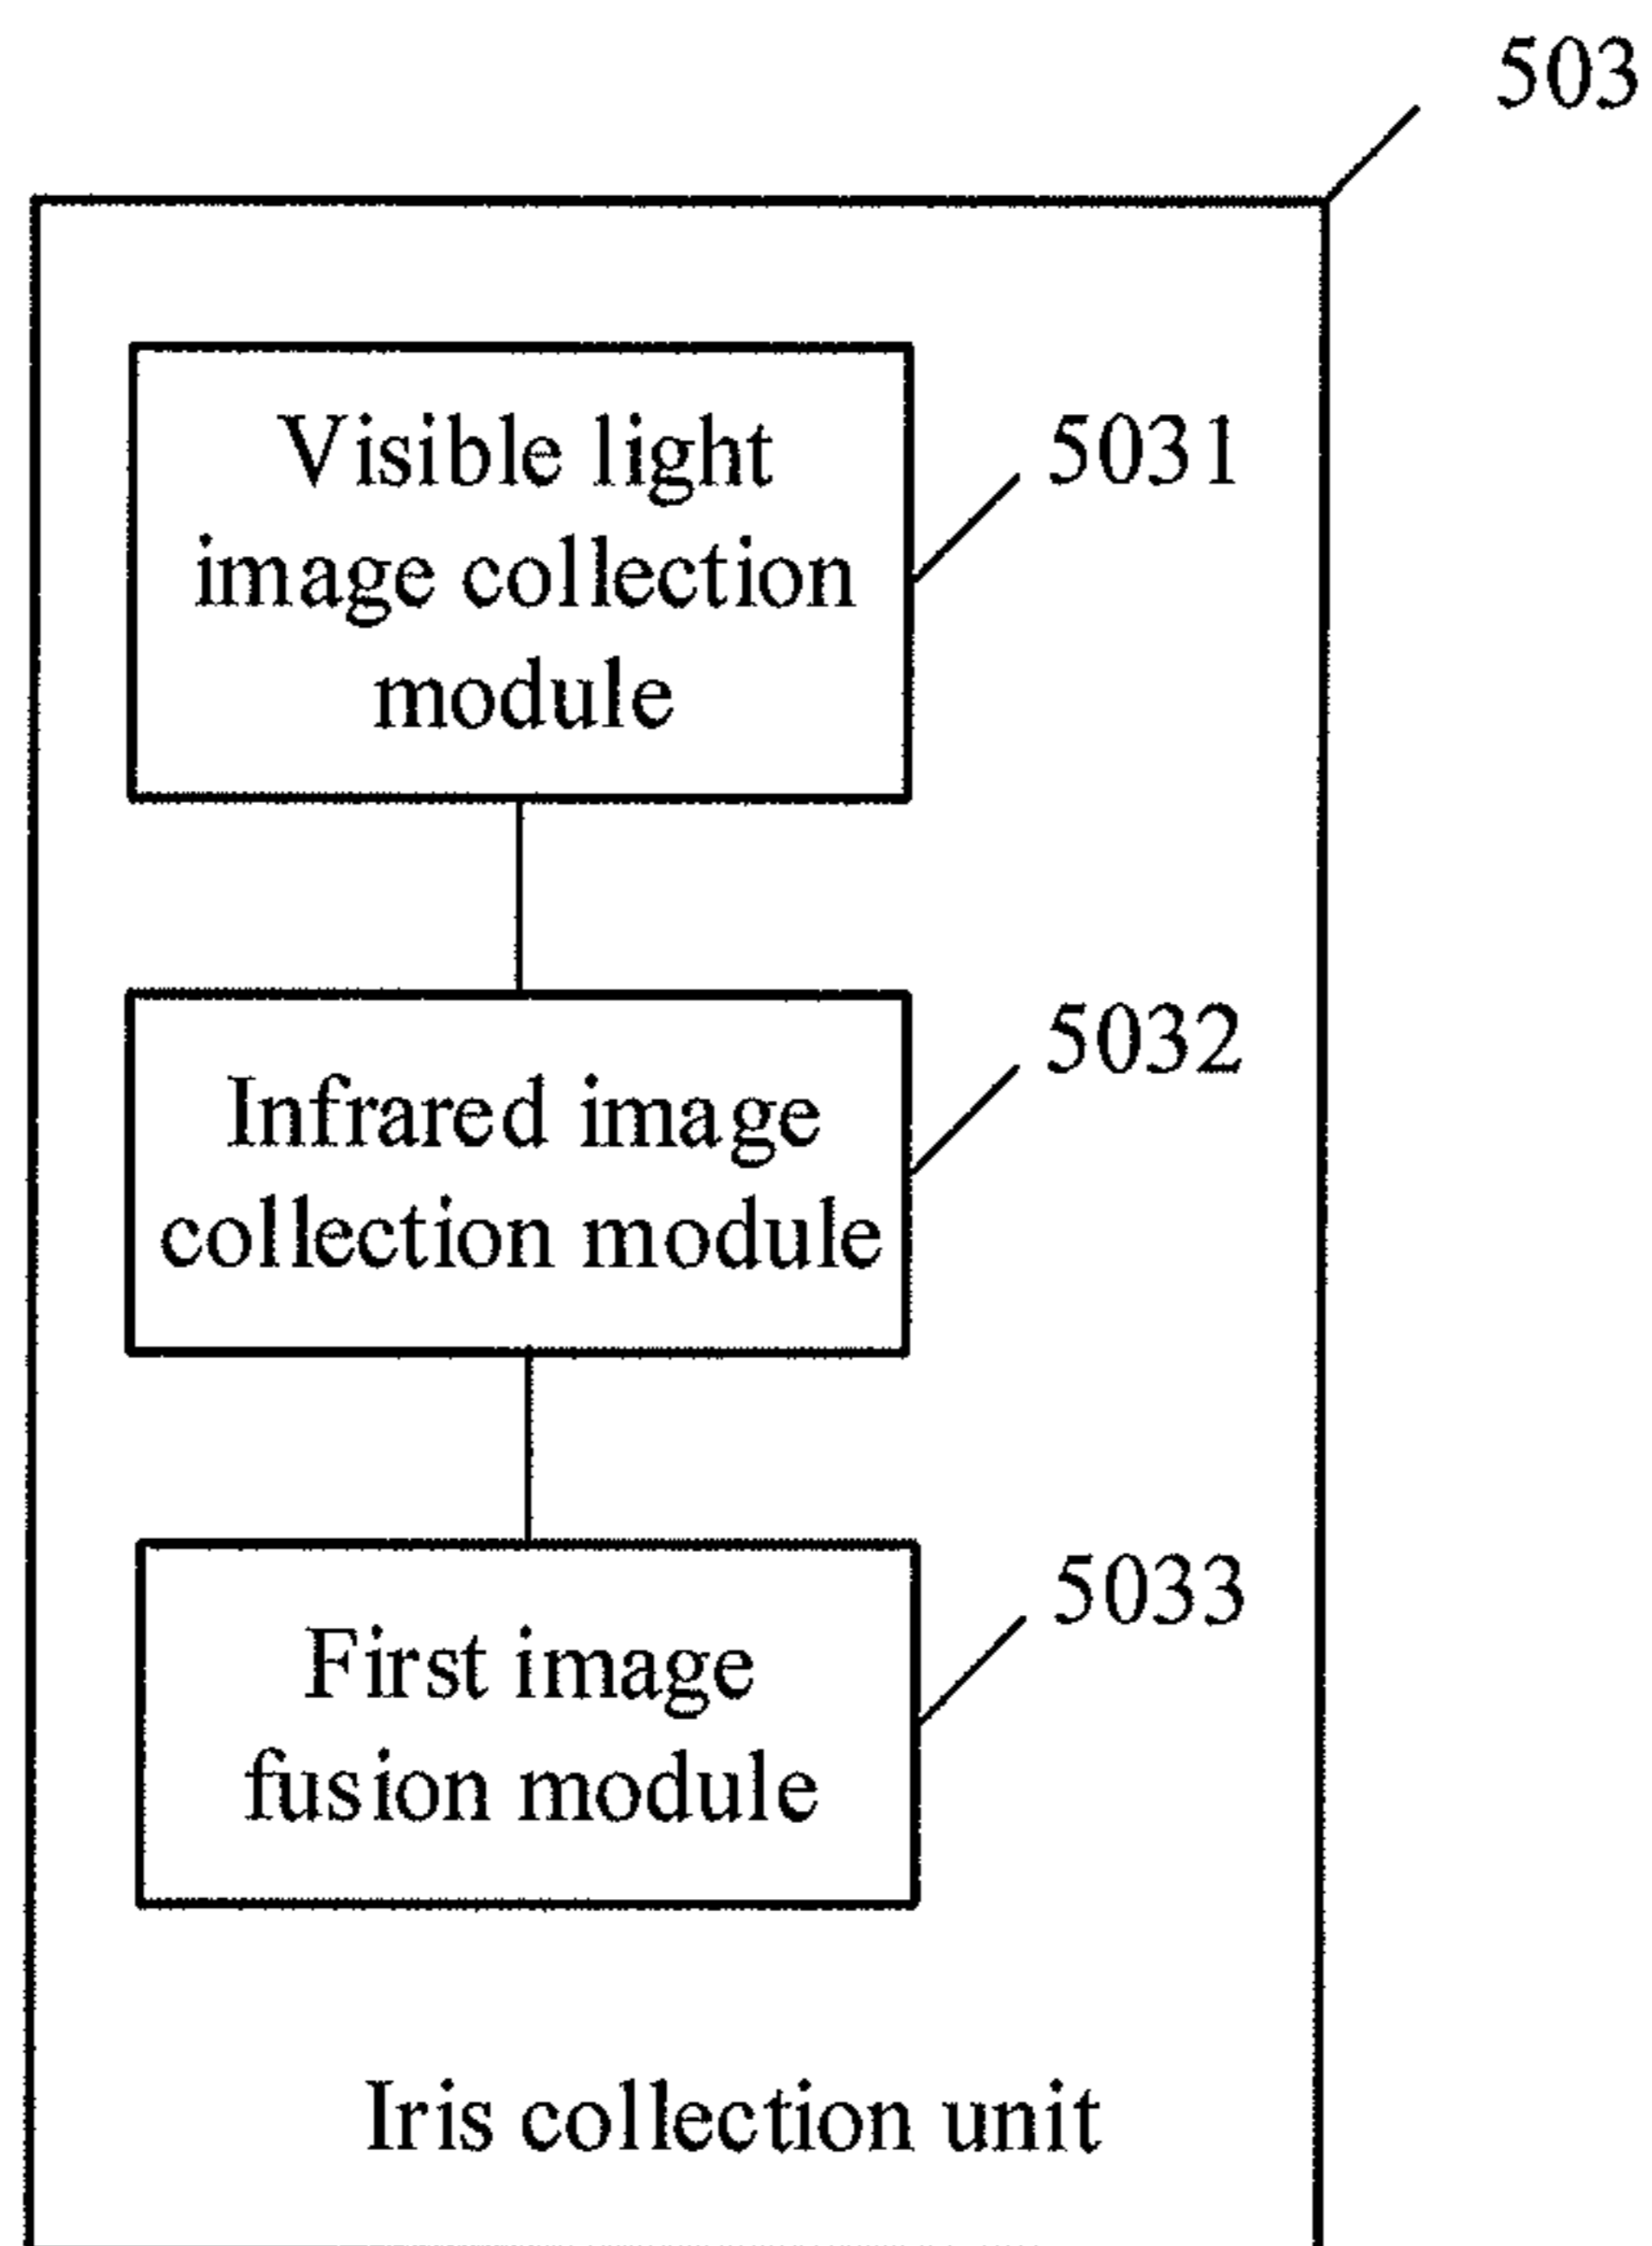 503
Visible light
image collection
module
5031
Infrared image
collection module
5032
First image
fusion module
5033
Iris collection unit